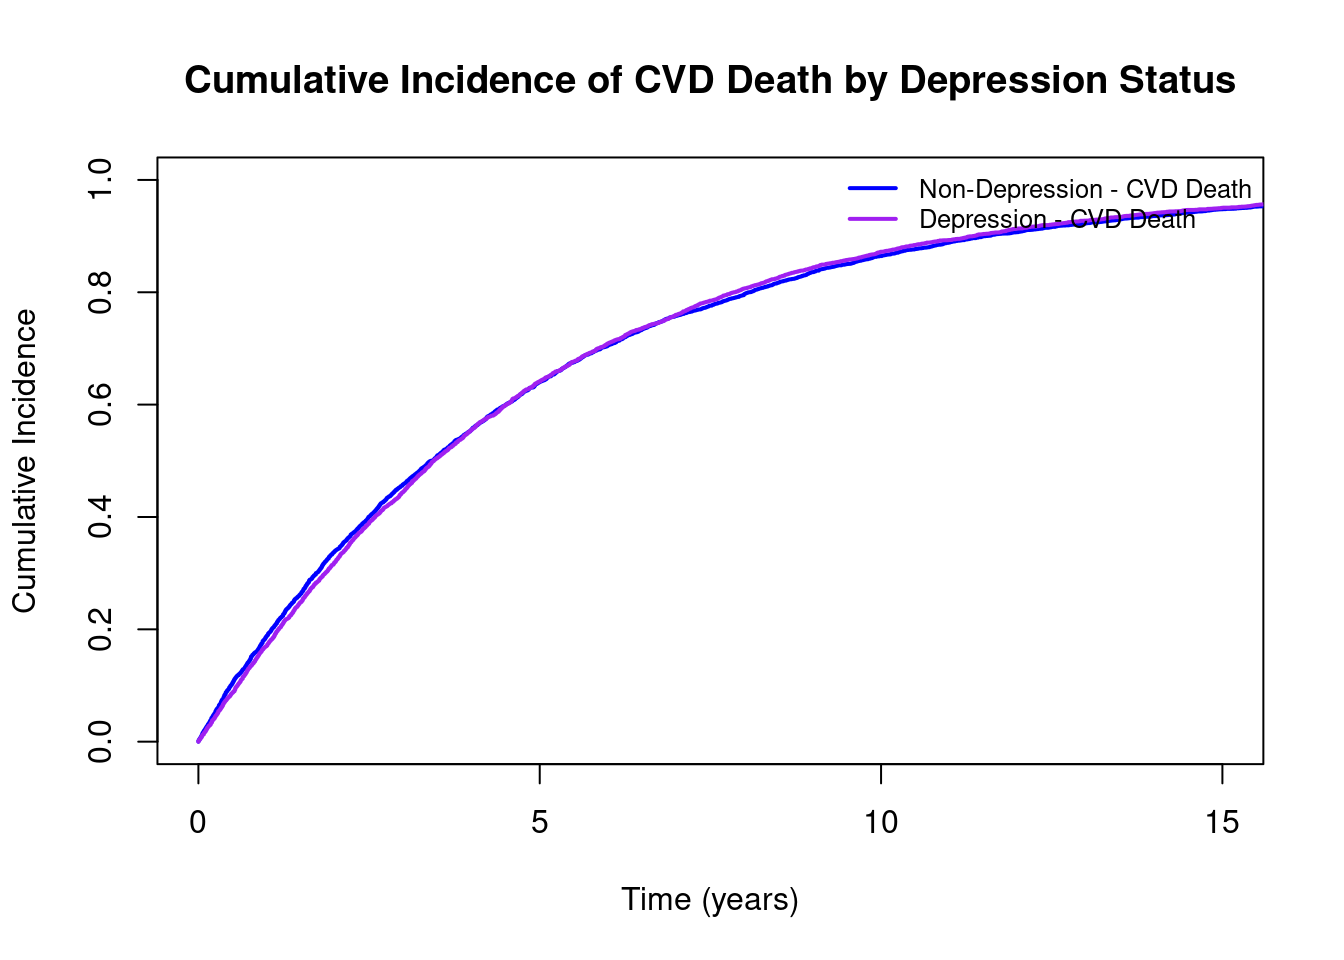 Cumulative Incidence of CVD Death by Depression Status
Non-Depression - CVD Death
Depression - CVD Death
Cumulative Incidence
1.0
0.8
0.6
0.4
0.2
0.0
0 5 10 15
Time (years)